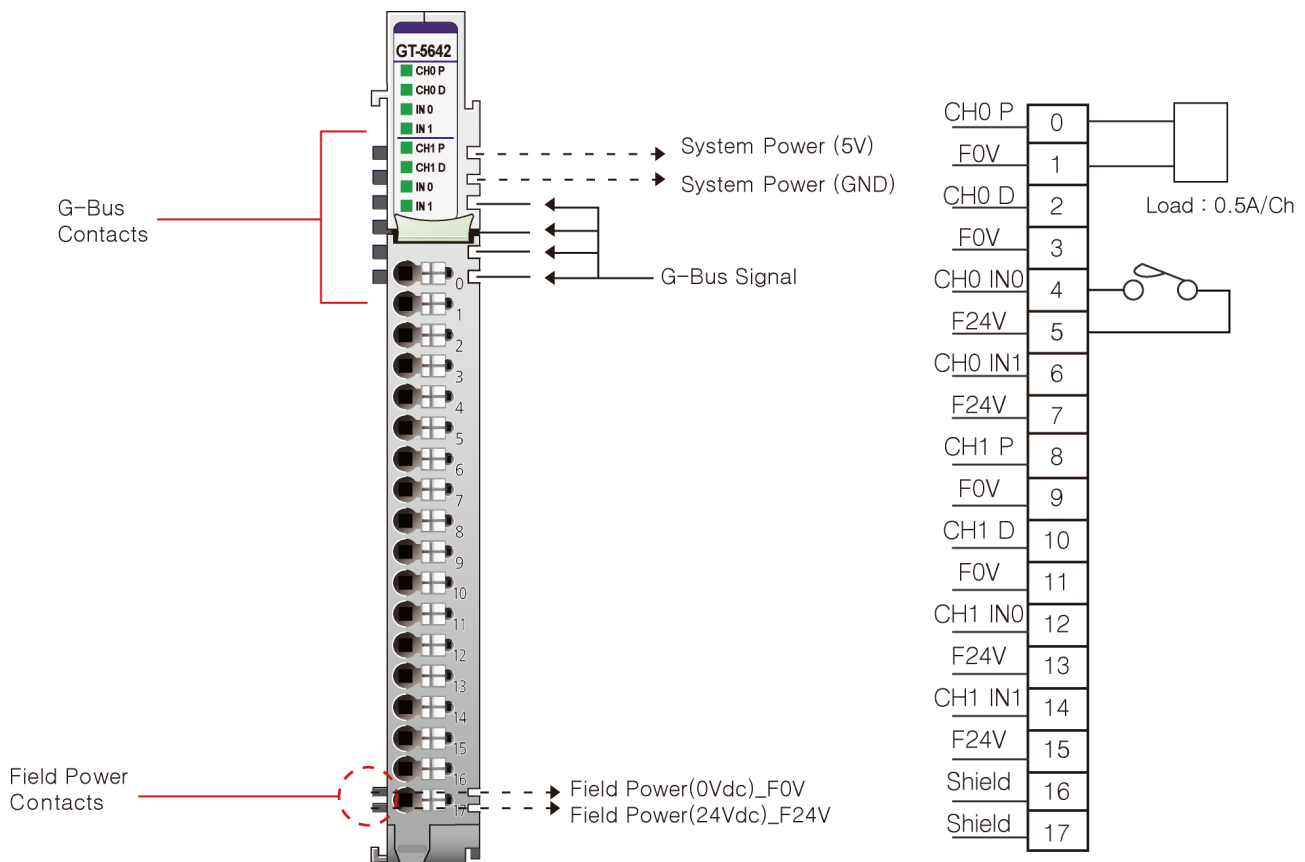 GT-5642
CH0 P
CH0 D
IN 0
IN 1
CH1 P
CH1 D
IN 0
IN 1
G-Bus
Contacts
System Power (5V)
System Power (GND)
G-Bus Signal
0
1
2
3
4
5
6
7
8
9
10
11
12
13
14
15
16
17
Field Power
Contacts
Field Power(0Vdc)_F0V
Field Power(24Vdc)_F24V
CH0 P 0
F0V 1
CH0 D 2
F0V 3
CH0 IN0 4
F24V 5
CH0 IN1 6
F24V 7
CH1 P 8
F0V 9
CH1 D 10
F0V 11
CH1 IN0 12
F24V 13
CH1 IN1 14
F24V 15
Shield 16
Shield 17
Load : 0.5A/Ch